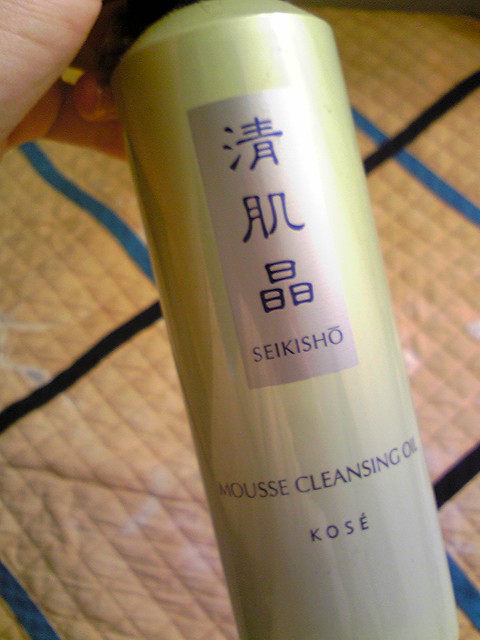 清
肌
晶
SEIKISHŌ
MOUSSE CLEANSING OIL
KOSÉ